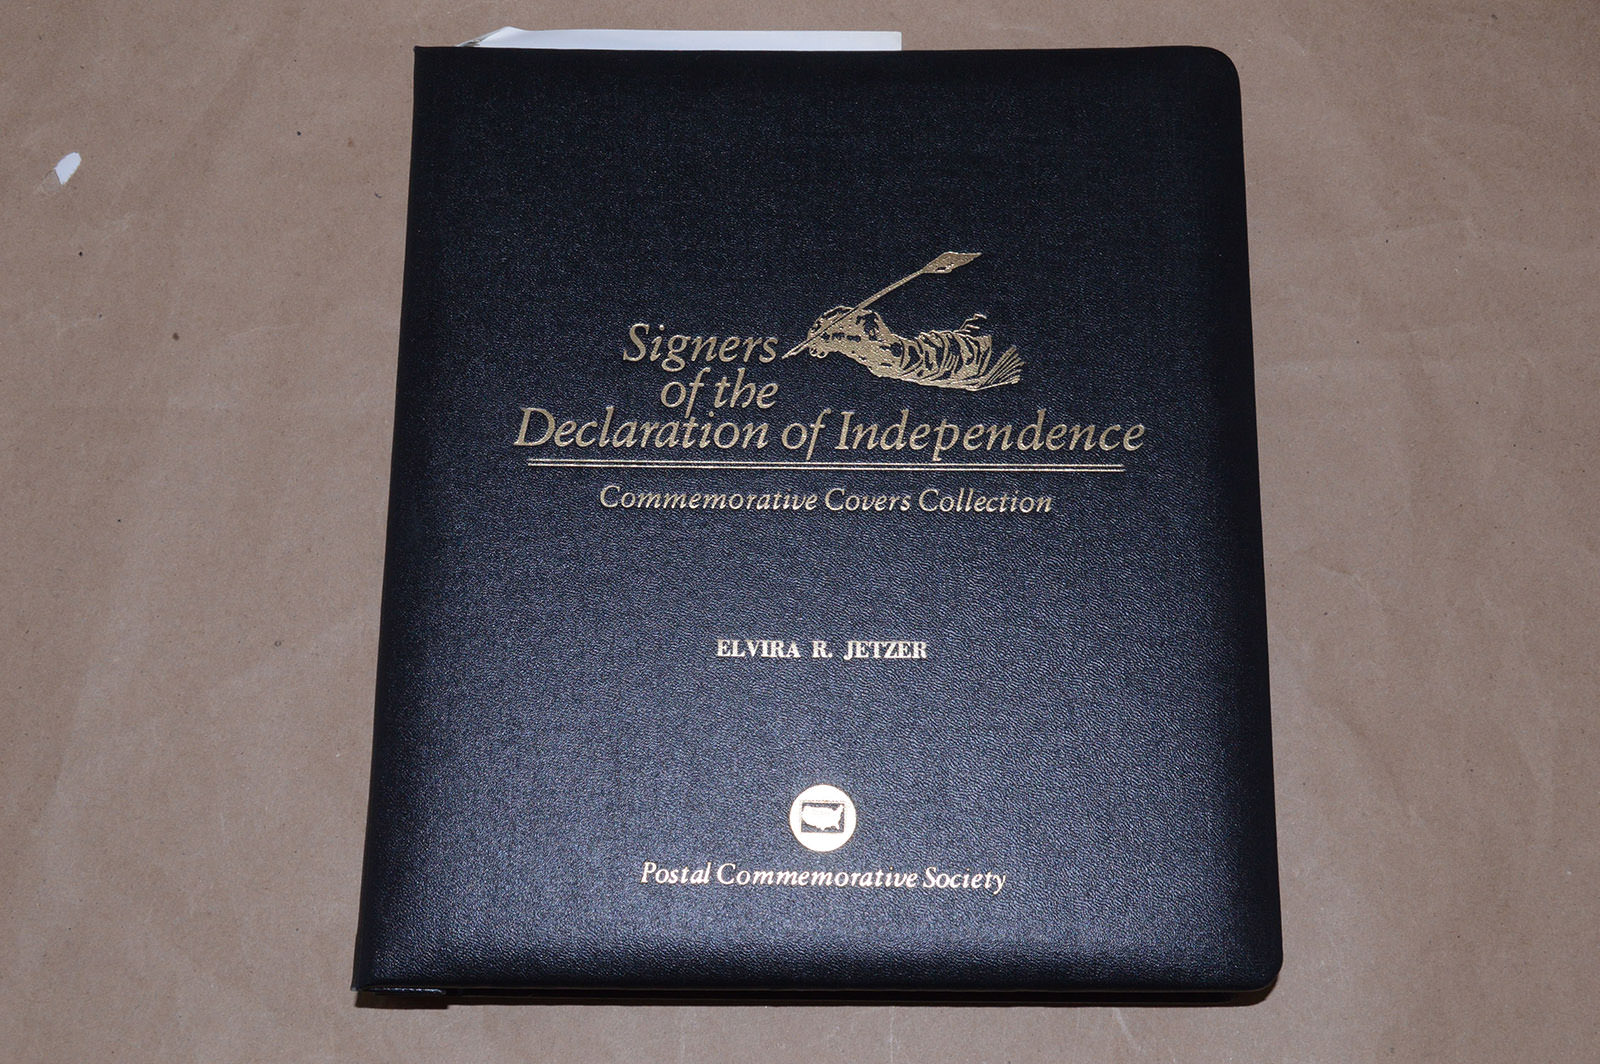 Signers
of the
Declaration of Independence
Commemorative Covers Collection
ELVIRA R. JETZER
Postal Commemorative Society